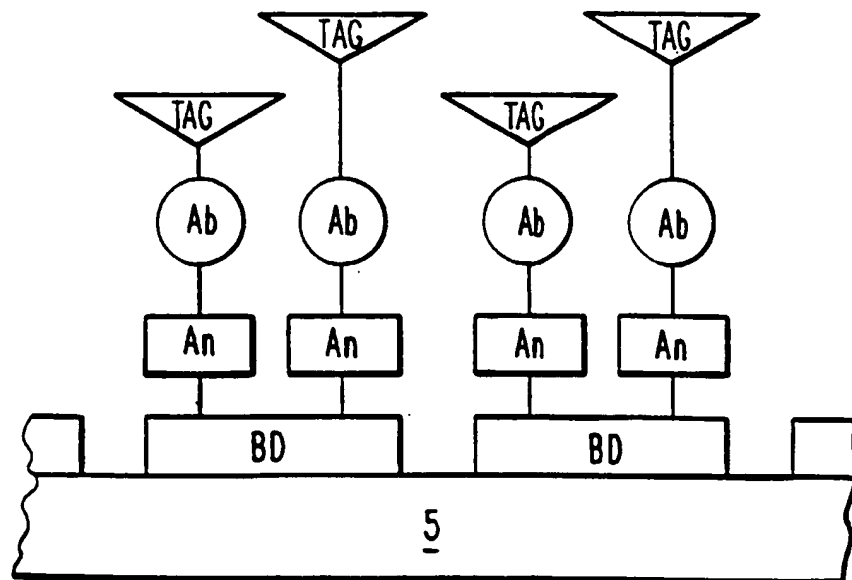 TAG TAG
TAG TAG
Ab Ab Ab Ab
An An An An
BD BD
5